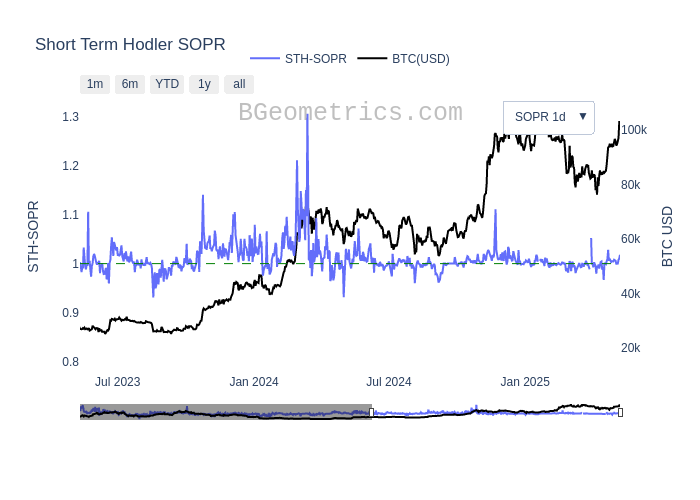 Short Term Hodler SOPR
STH-SOPR BTC(USD)
1m 6m YTD 1y all
BGeometrics.com
SOPR 1d ▼
1.3
1.2
1.1
1
0.9
0.8
STH-SOPR
100k
80k
60k
40k
20k
BTC USD
Jul 2023 Jan 2024 Jul 2024 Jan 2025